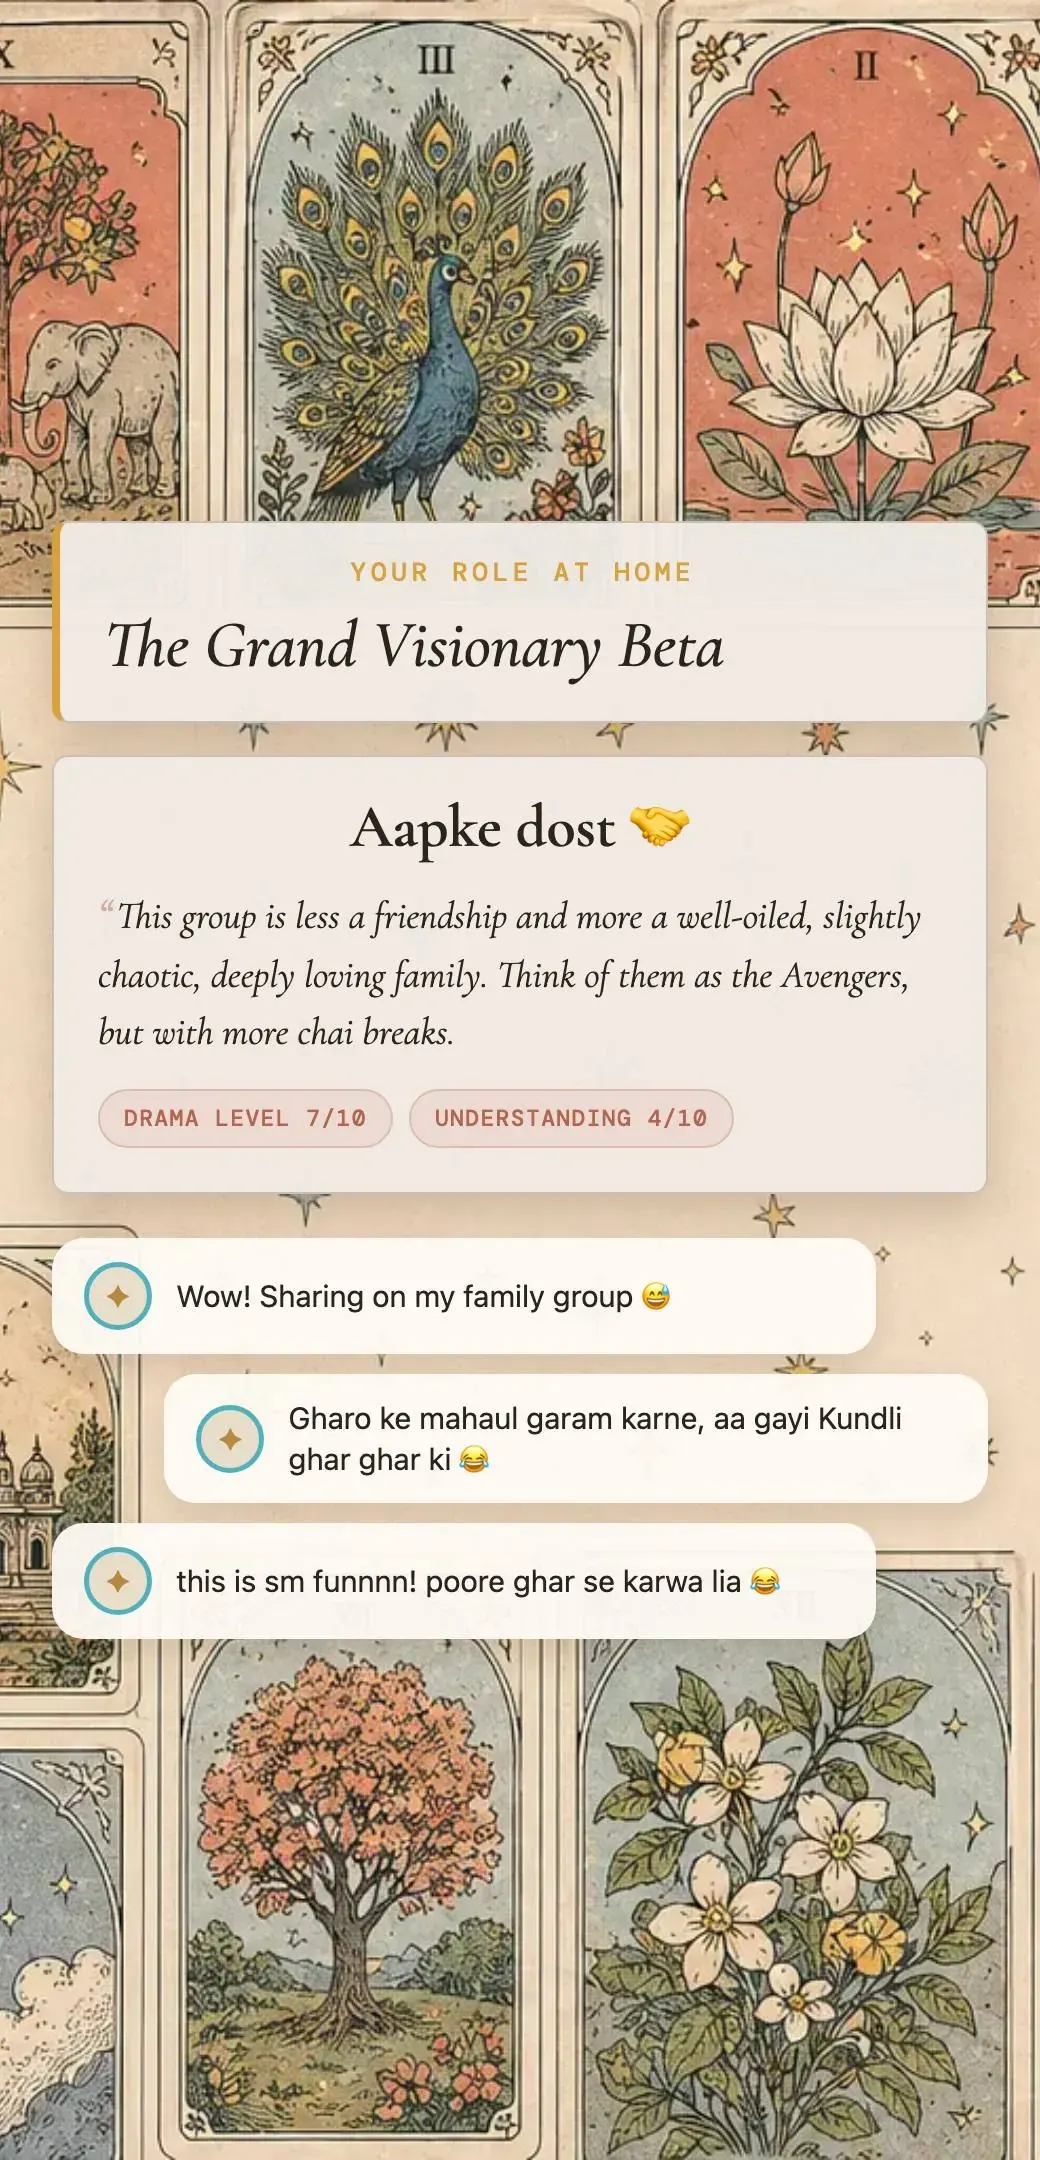 X
III
II
YOUR ROLE AT HOME
The Grand Visionary Beta
Aapke dost 🤝
“This group is less a friendship and more a well-oiled, slightly
chaotic, deeply loving family. Think of them as the Avengers,
but with more chai breaks.
DRAMA LEVEL 7/10
UNDERSTANDING 4/10
Wow! Sharing on my family group 😅
Gharo ke mahaul garam karne, aa gayi Kundli
ghar ghar ki 😂
this is sm funnnn! poore ghar se karwa lia 😂